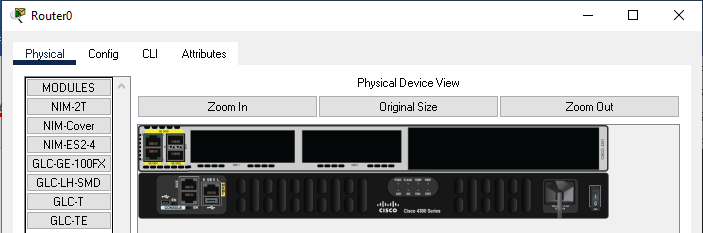 Router0
Physical Config CLI Attributes
MODULES
NIM-2T
NIM-Cover
NIM-ES2-4
GLC-GE-100FX
GLC-LH-SMD
GLC-T
GLC-TE
Physical Device View
Zoom In Original Size Zoom Out
CONSOLE
CISCO Cisco 4300 Series